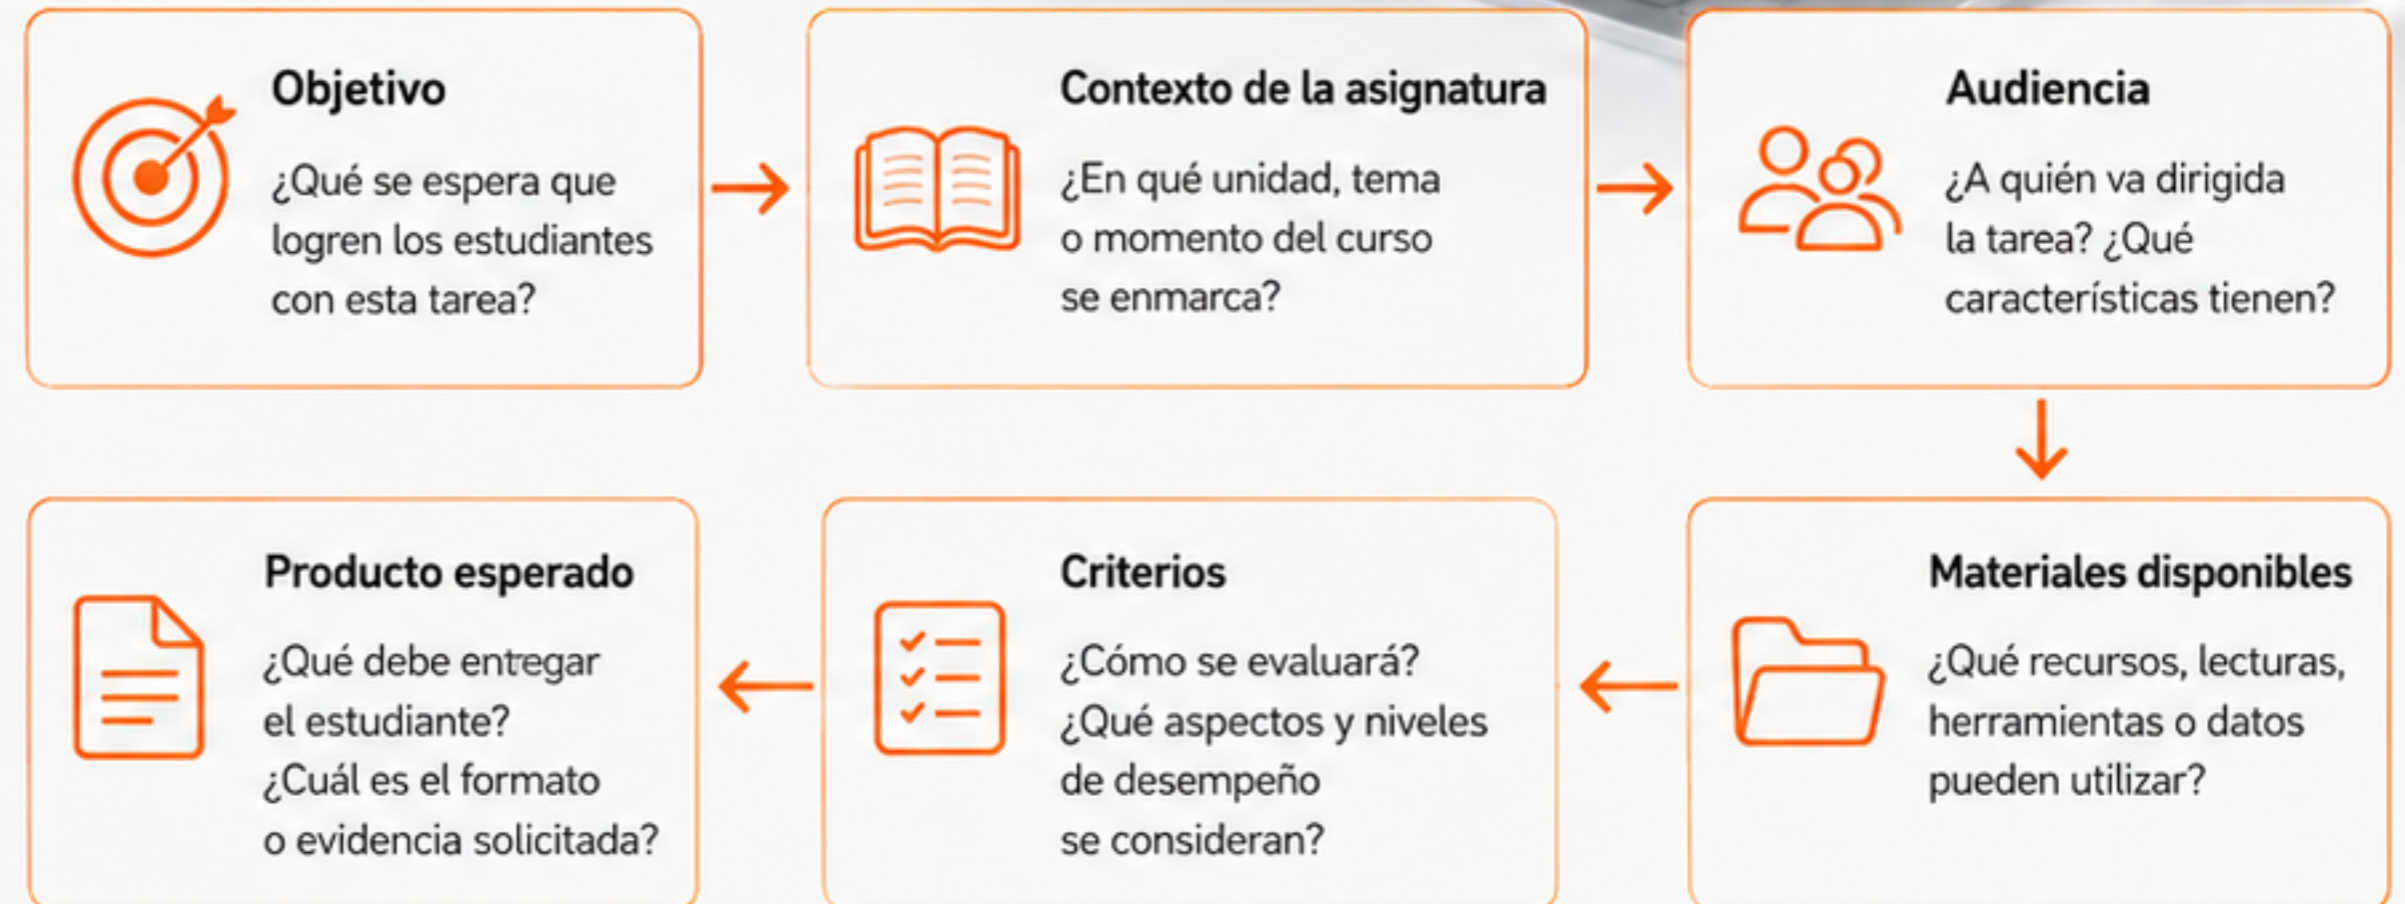 Objetivo
¿Qué se espera que
logren los estudiantes
con esta tarea?
Contexto de la asignatura
¿En qué unidad, tema
o momento del curso
se enmarca?
Audiencia
¿A quién va dirigida
la tarea? ¿Qué
características tienen?
Materiales disponibles
¿Qué recursos, lecturas,
herramientas o datos
pueden utilizar?
Criterios
¿Cómo se evaluará?
¿Qué aspectos y niveles
de desempeño
se consideran?
Producto esperado
¿Qué debe entregar
el estudiante?
¿Cuál es el formato
o evidencia solicitada?